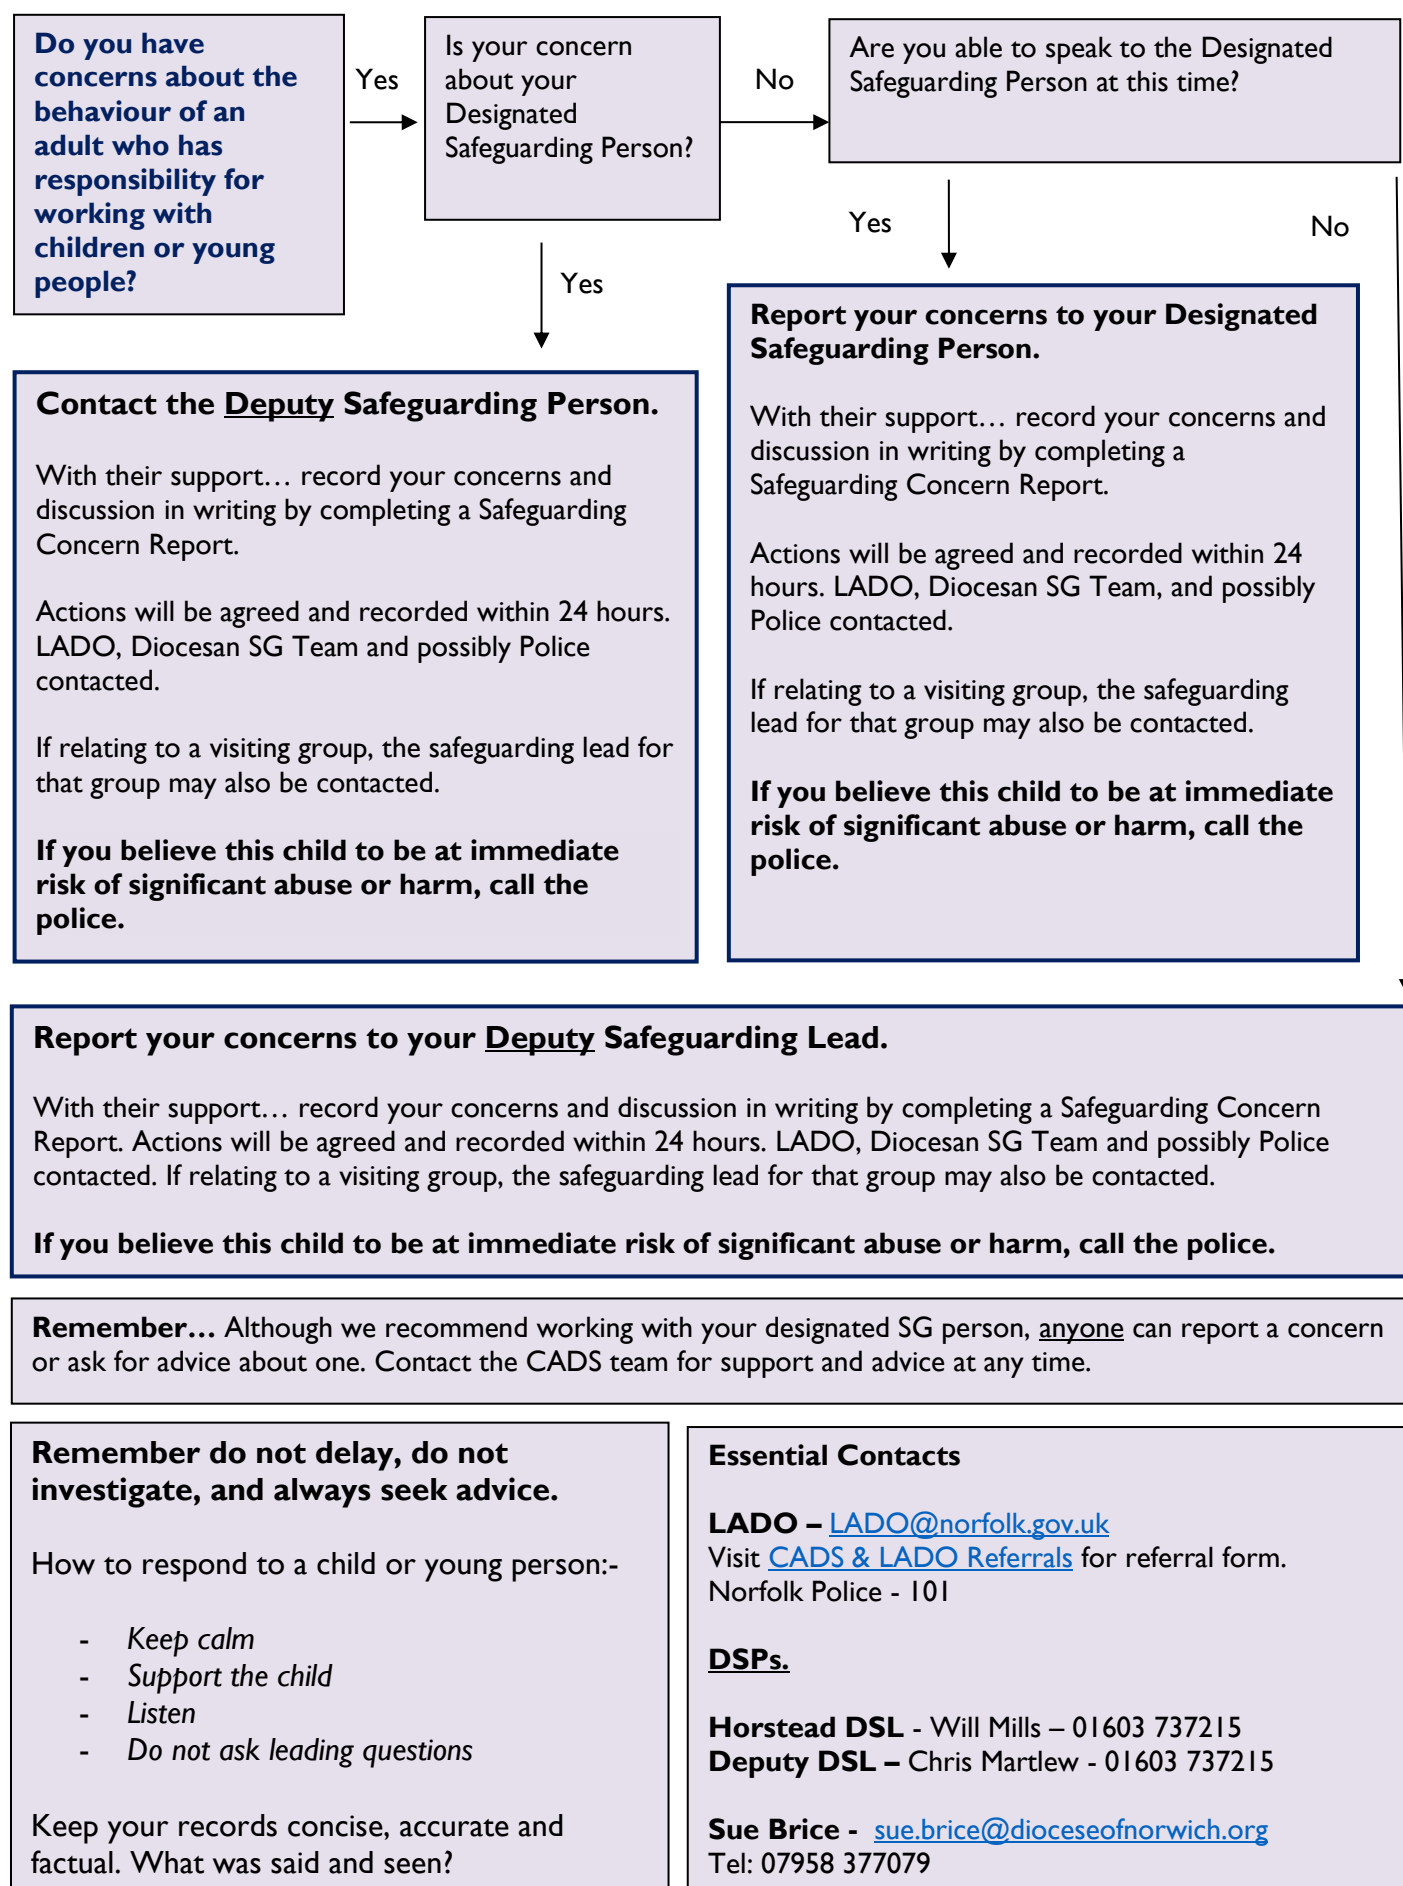 Do you have
concerns about the
behaviour of an
adult who has
responsibility for
working with
children or young
people?
Yes
Is your concern
about your
Designated
Safeguarding Person?
No
Are you able to speak to the Designated
Safeguarding Person at this time?
Yes
Yes
No
Contact the Deputy Safeguarding Person.
With their support… record your concerns and
discussion in writing by completing a Safeguarding
Concern Report.
Actions will be agreed and recorded within 24 hours.
LADO, Diocesan SG Team and possibly Police
contacted.
If relating to a visiting group, the safeguarding lead for
that group may also be contacted.
If you believe this child to be at immediate
risk of significant abuse or harm, call the
police.
Report your concerns to your Designated
Safeguarding Person.
With their support… record your concerns and
discussion in writing by completing a
Safeguarding Concern Report.
Actions will be agreed and recorded within 24
hours. LADO, Diocesan SG Team, and possibly
Police contacted.
If relating to a visiting group, the safeguarding
lead for that group may also be contacted.
If you believe this child to be at immediate
risk of significant abuse or harm, call the
police.
Report your concerns to your Deputy Safeguarding Lead.
With their support… record your concerns and discussion in writing by completing a Safeguarding Concern
Report. Actions will be agreed and recorded within 24 hours. LADO, Diocesan SG Team and possibly Police
contacted. If relating to a visiting group, the safeguarding lead for that group may also be contacted.
If you believe this child to be at immediate risk of significant abuse or harm, call the police.
Remember… Although we recommend working with your designated SG person, anyone can report a concern
or ask for advice about one. Contact the CADS team for support and advice at any time.
Remember do not delay, do not
investigate, and always seek advice.
How to respond to a child or young person:-
- Keep calm
- Support the child
- Listen
- Do not ask leading questions
Keep your records concise, accurate and
factual. What was said and seen?
Essential Contacts
LADO – LADO@norfolk.gov.uk
Visit CADS & LADO Referrals for referral form.
Norfolk Police - 101
DSPs.
Horstead DSL - Will Mills – 01603 737215
Deputy DSL – Chris Martlew - 01603 737215
Sue Brice - sue.brice@dioceseofnorwich.org
Tel: 07958 377079